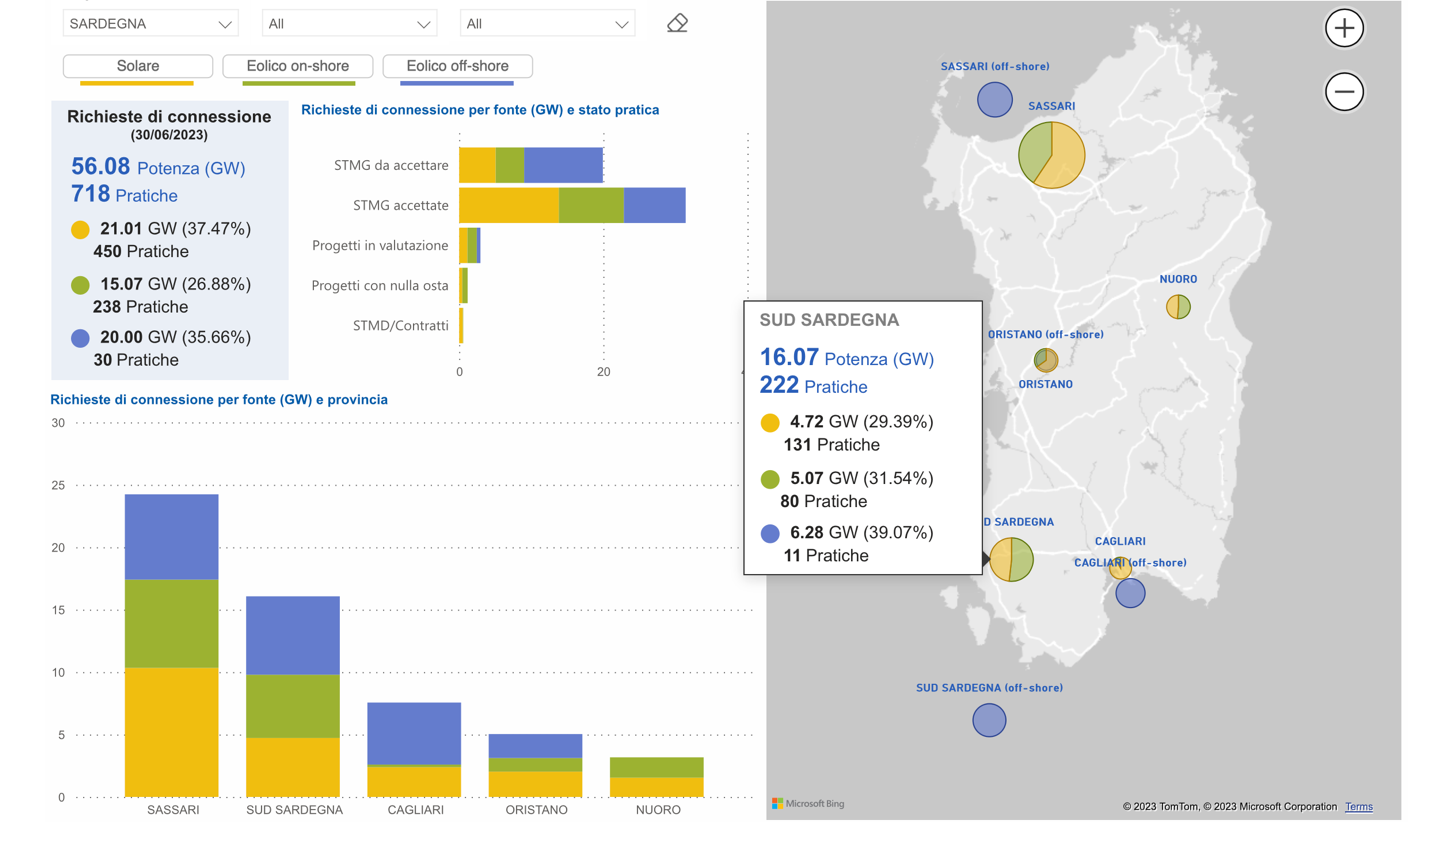 SARDEGNA
All
All
Solare
Eolico on-shore
Eolico off-shore
Richieste di connessione
(30/06/2023)
56.08 Potenza (GW)
718 Pratiche
21.01 GW (37.47%)
450 Pratiche
15.07 GW (26.88%)
238 Pratiche
20.00 GW (35.66%)
30 Pratiche
Richieste di connessione per fonte (GW) e stato pratica
STMG da accettare
STMG accettate
Progetti in valutazione
Progetti con nulla osta
STMD/Contratti
0
20
Richieste di connessione per fonte (GW) e provincia
30
25
20
15
10
5
0
SASSARI
SUD SARDEGNA
CAGLIARI
ORISTANO
NUORO
SASSARI (off-shore)
SASSARI
NUORO
ORISTANO (off-shore)
ORISTANO
SUD SARDEGNA
16.07 Potenza (GW)
222 Pratiche
4.72 GW (29.39%)
131 Pratiche
5.07 GW (31.54%)
80 Pratiche
6.28 GW (39.07%)
11 Pratiche
D SARDEGNA
CAGLIARI
CAGLIARI (off-shore)
SUD SARDEGNA (off-shore)
Microsoft Bing
© 2023 TomTom, © 2023 Microsoft Corporation Terms